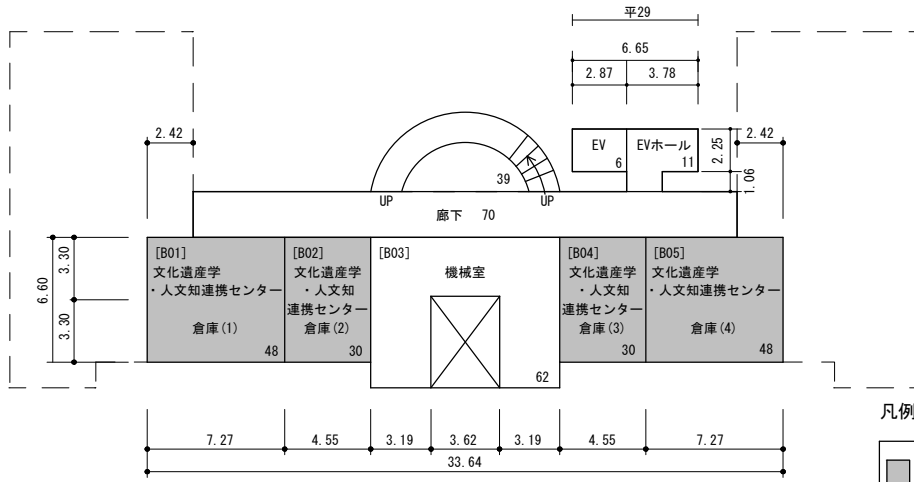 平29
6.65
2.87
3.78
2.42
2.42
EV
6
EVホール
11
2.25
1.06
39
UP
UP
廊下 70
[B01]
文化遺産学
・人文知連携センター
倉庫(1)
48
[B02]
文化遺産学
・人文知
連携センター
倉庫(2)
30
[B03]
機械室
62
[B04]
文化遺産学
・人文知
連携センター
倉庫(3)
30
[B05]
文化遺産学
・人文知連携センター
倉庫(4)
48
6.60
3.30
3.30
凡例
7.27
4.55
3.19
3.62
3.19
4.55
7.27
33.64